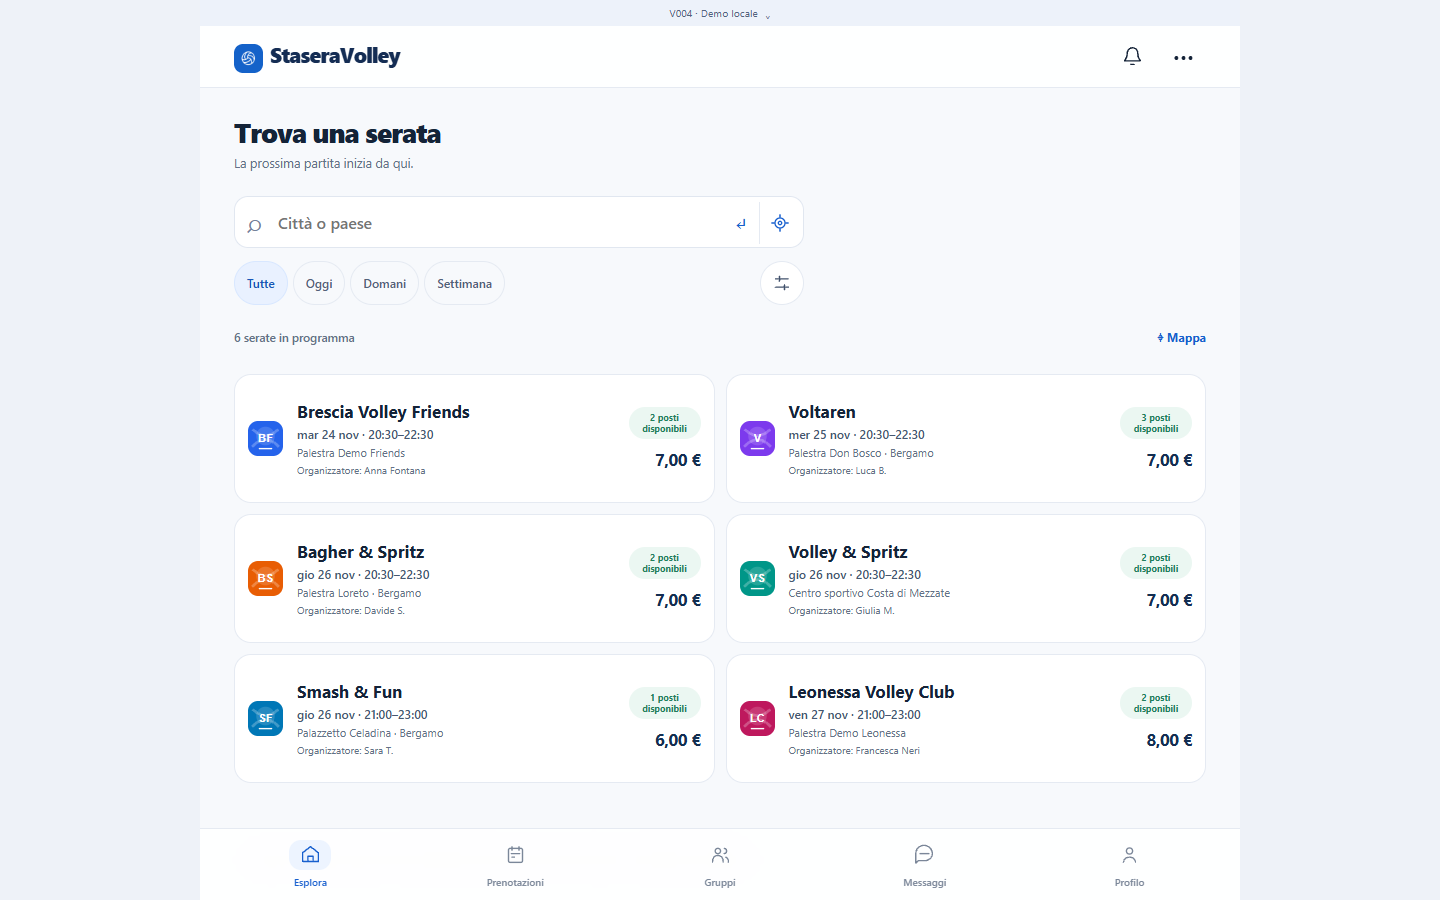 V004 · Demo locale
StaseraVolley
Trova una serata
La prossima partita inizia da qui.
Città o paese
Tutte
Oggi
Domani
Settimana
6 serate in programma
Mappa
BF
Brescia Volley Friends
mar 24 nov · 20:30–22:30
Palestra Demo Friends
Organizzatore: Anna Fontana
2 posti
disponibili
7,00 €
V
Voltaren
mer 25 nov · 20:30–22:30
Palestra Don Bosco · Bergamo
Organizzatore: Luca B.
3 posti
disponibili
7,00 €
BS
Bagher & Spritz
gio 26 nov · 20:30–22:30
Palestra Loreto · Bergamo
Organizzatore: Davide S.
2 posti
disponibili
7,00 €
VS
Volley & Spritz
gio 26 nov · 20:30–22:30
Centro sportivo Costa di Mezzate
Organizzatore: Giulia M.
2 posti
disponibili
7,00 €
SF
Smash & Fun
gio 26 nov · 21:00–23:00
Palazzetto Celadina · Bergamo
Organizzatore: Sara T.
1 posti
disponibili
6,00 €
LC
Leonessa Volley Club
ven 27 nov · 21:00–23:00
Palestra Demo Leonessa
Organizzatore: Francesca Neri
2 posti
disponibili
8,00 €
Esplora
Prenotazioni
Gruppi
Messaggi
Profilo